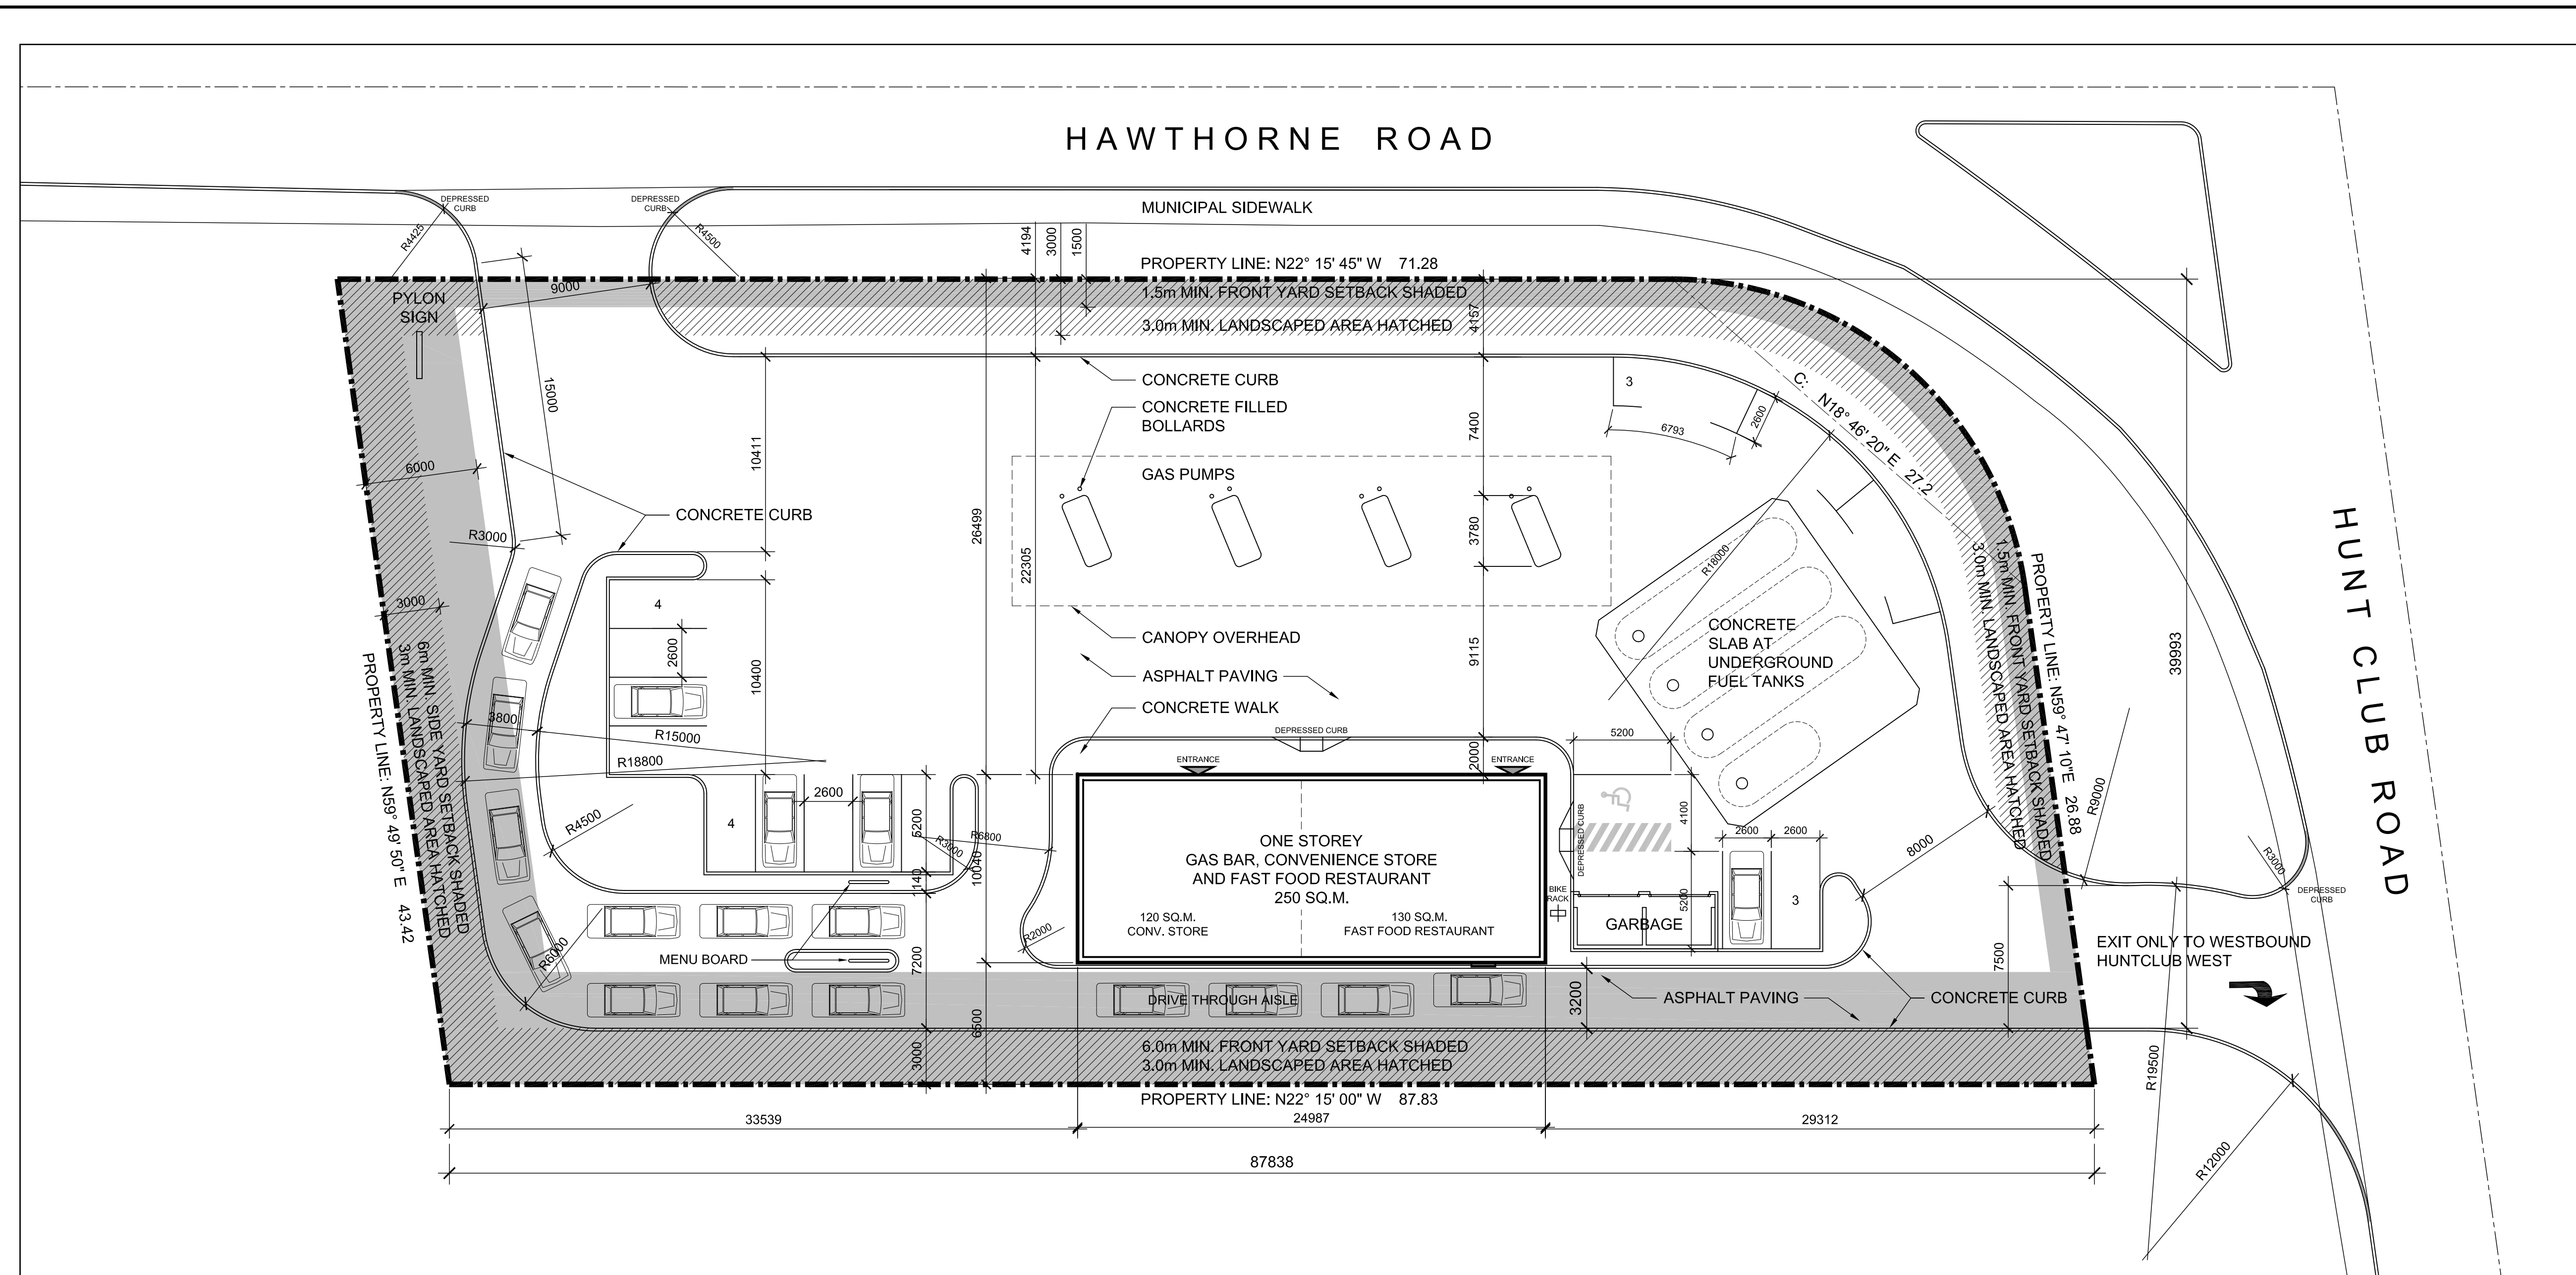 HAWTHORNE ROAD
DEPRESSED
CURB
DEPRESSED
CURB
R4425
R4500
MUNICIPAL SIDEWALK
4194
3000
1500
PROPERTY LINE: N22° 15' 45" W 71.28
PYLON
SIGN
9000
1.5m MIN. FRONT YARD SETBACK SHADED
3.0m MIN. LANDSCAPED AREA HATCHED
4157
15000
CONCRETE CURB
CONCRETE FILLED
BOLLARDS
3
2600
6793
C: N18° 46' 20" E 27.2
10411
7400
6000
GAS PUMPS
CONCRETE CURB
26499
22305
3780
R3000
R18000
HUNT CLUB ROAD
1.5m MIN. FRONT YARD SETBACK SHADED
3.0m MIN. LANDSCAPED AREA HATCHED
PROPERTY LINE: N59° 47' 10"E 26.88
39993
3000
4
2600
10400
CANOPY OVERHEAD
9115
CONCRETE
SLAB AT
UNDERGROUND
FUEL TANKS
ASPHALT PAVING
CONCRETE WALK
6m MIN. SIDE YARD SETBACK SHADED
3m MIN. LANDSCAPED AREA HATCHED
PROPERTY LINE: N59° 49' 50" E 43.42
3800
R15000
R18800
DEPRESSED CURB
5200
2000
ENTRANCE
ENTRANCE
2600
R4500
4
5200
R3000
R6800
10040
1140
ONE STOREY
GAS BAR, CONVENIENCE STORE
AND FAST FOOD RESTAURANT
250 SQ.M.
120 SQ.M.
CONV. STORE
130 SQ.M.
FAST FOOD RESTAURANT
DEPRESSED CURB
4100
2600
2600
8000
R9000
R3000
DEPRESSED
CURB
BIKE
RACK
5200
GARBAGE
3
R2000
R6000
MENU BOARD
7200
7500
EXIT ONLY TO WESTBOUND
HUNTCLUB WEST
DRIVE THROUGH AISLE
3200
ASPHALT PAVING
CONCRETE CURB
6500
3000
6.0m MIN. FRONT YARD SETBACK SHADED
3.0m MIN. LANDSCAPED AREA HATCHED
R19500
R12000
PROPERTY LINE: N22° 15' 00" W 87.83
33539
24987
29312
87838